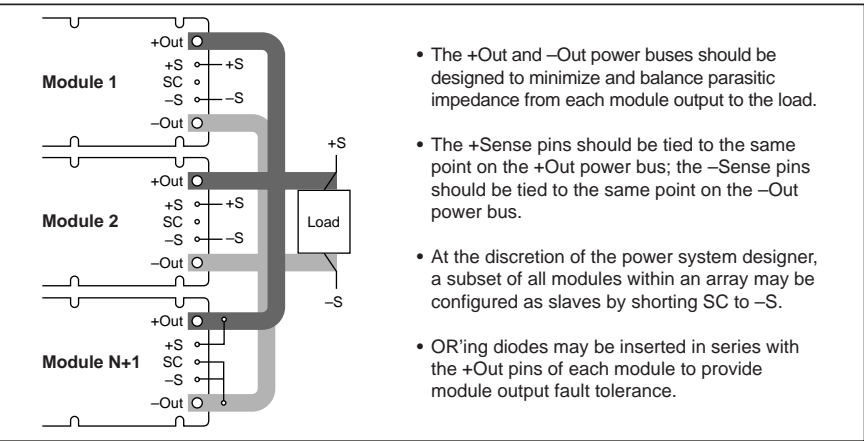 +Out
+S
+S
Module 1
SC
–S
–S
–Out
+S
+Out
+S
+S
Module 2
SC
Load
–S
–S
–Out
–S
+Out
+S
Module N+1
SC
–S
–Out
• The +Out and –Out power buses should be
designed to minimize and balance parasitic
impedance from each module output to the load.
• The +Sense pins should be tied to the same
point on the +Out power bus; the –Sense pins
should be tied to the same point on the –Out
power bus.
• At the discretion of the power system designer,
a subset of all modules within an array may be
configured as slaves by shorting SC to –S.
• OR'ing diodes may be inserted in series with
the +Out pins of each module to provide
module output fault tolerance.